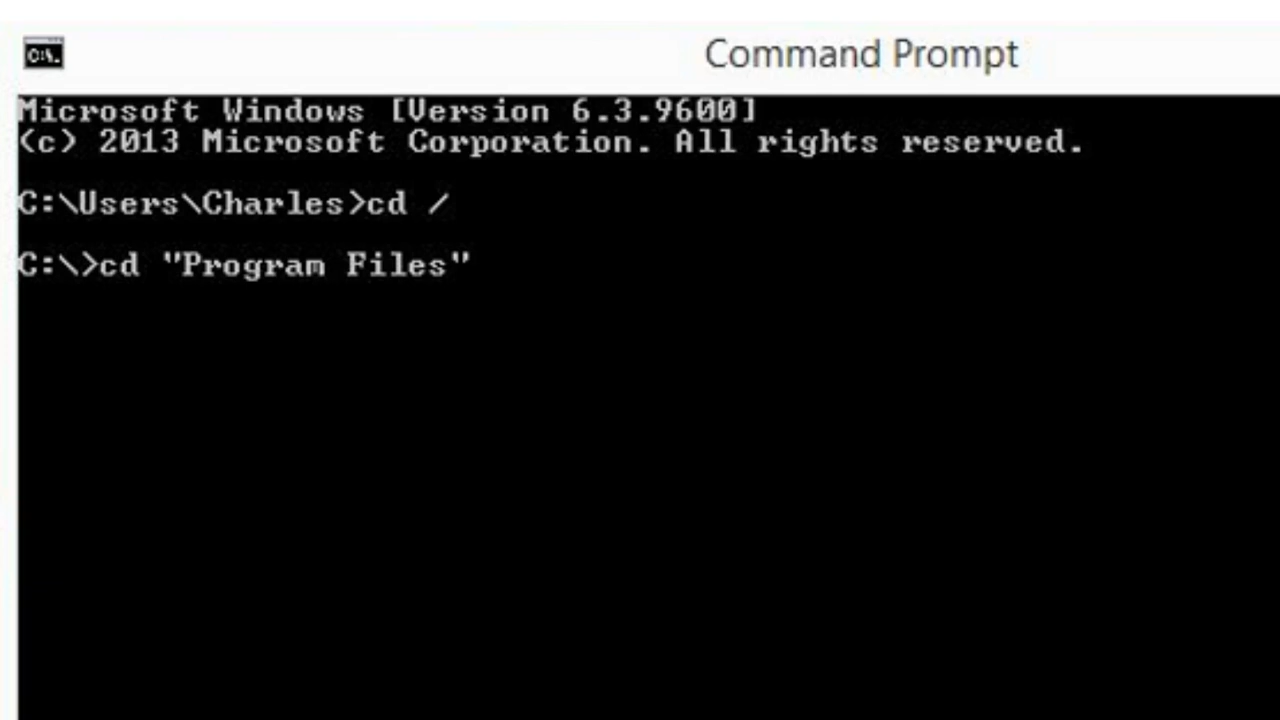 C:\.
Command Prompt
Microsoft Windows [Version 6.3.9600]
(c) 2013 Microsoft Corporation. All rights reserved.
C:\Users\Charles>cd /
C:\>cd "Program Files"